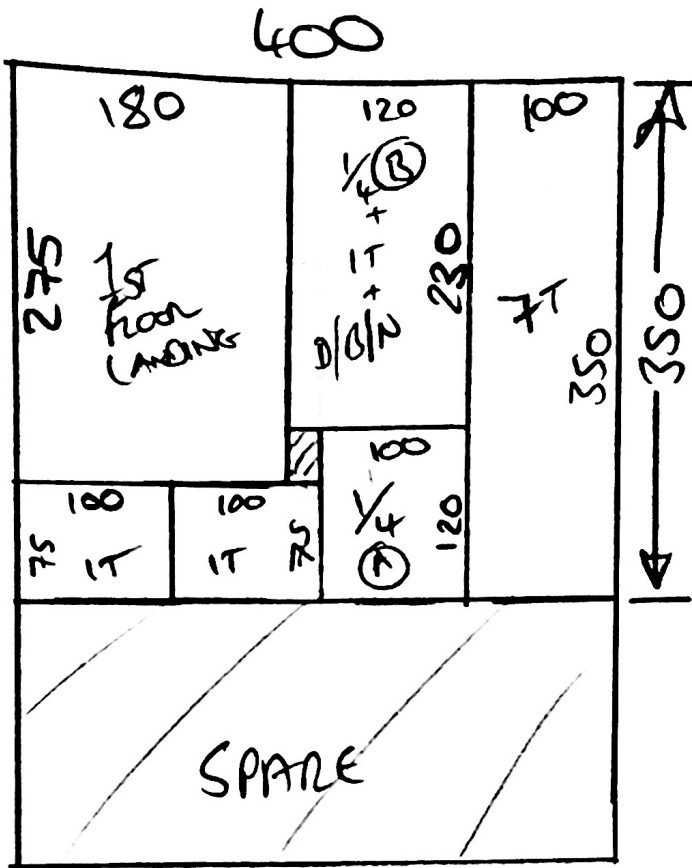 400
180
120
100
1/4 (B)
+
1T
+
D/B/N
230
275
1ST
FLOOR
LANDING
7T
350
350
100
1/4
(A)
120
100
75
1T
100
1T
75
SPARE